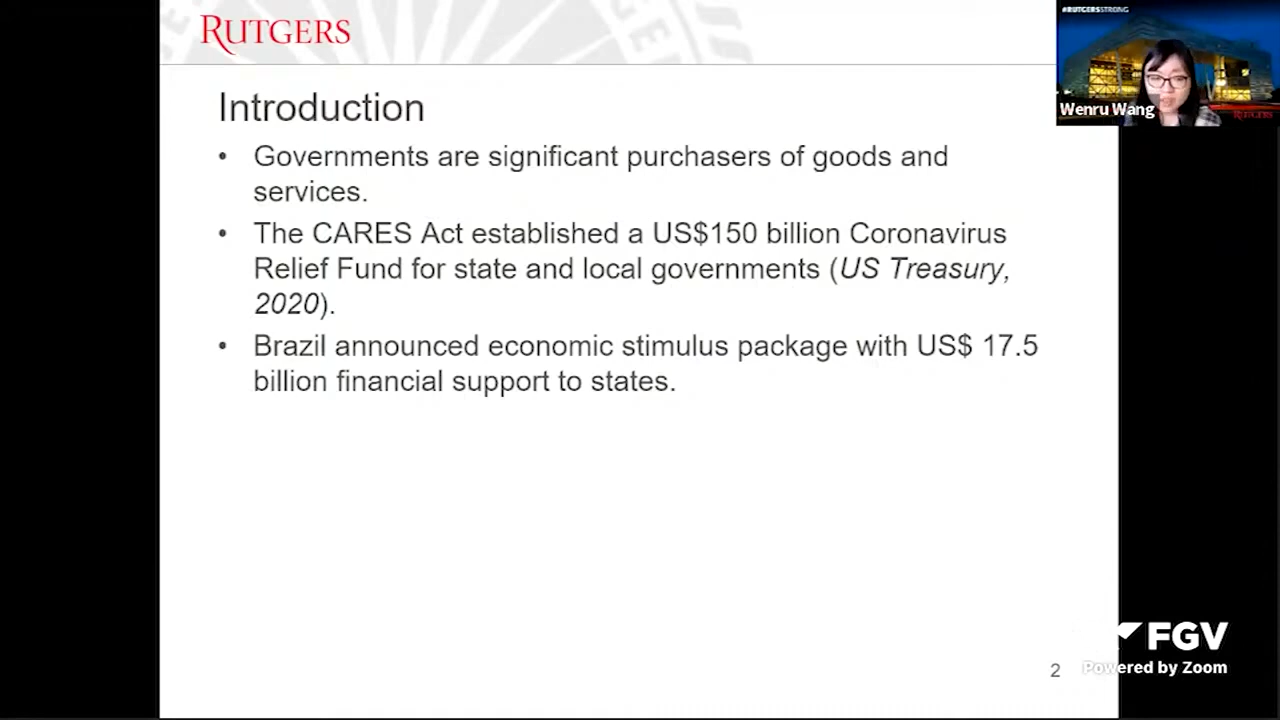 RUTGERS
#RUTGERSSTRONG
Wenru Wang
RUTGERS
Introduction
• Governments are significant purchasers of goods and
services.
• The CARES Act established a US$150 billion Coronavirus
Relief Fund for state and local governments (US Treasury,
2020).
• Brazil announced economic stimulus package with US$ 17.5
billion financial support to states.
2
FGV
Powered by Zoom